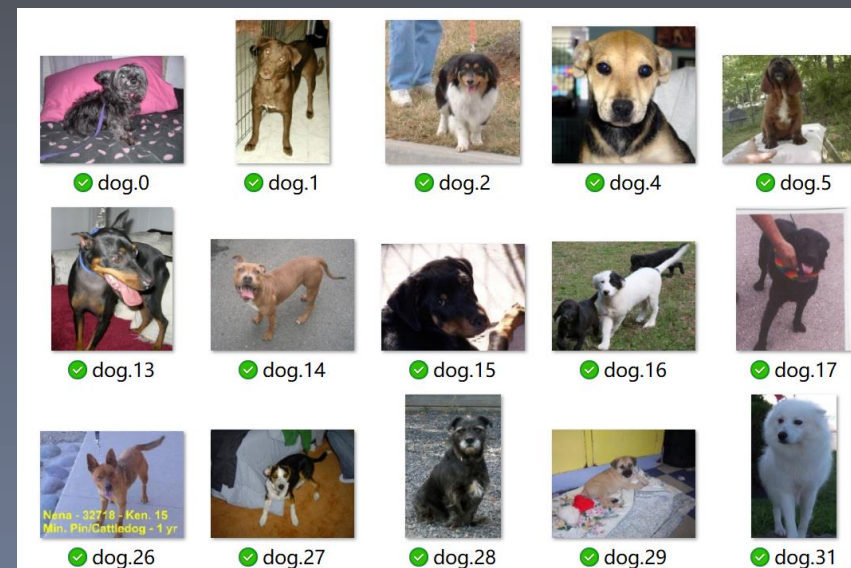 dog.0
dog.1
dog.2
dog.4
dog.5
dog.13
dog.14
dog.15
dog.16
dog.17
Nena - 32718 - Ken. 15
Min. Pin/Cattledog - 1 yr
dog.26
dog.27
dog.28
dog.29
dog.31